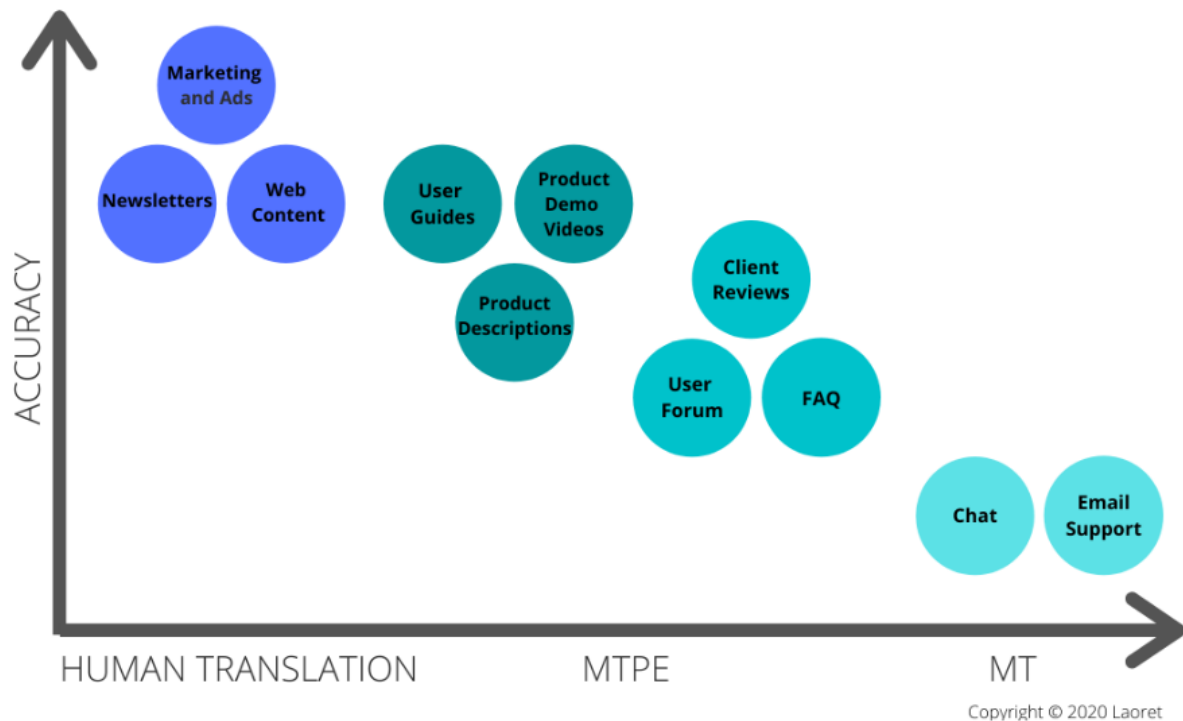 Marketing
and Ads
Newsletters
Web
Content
User
Guides
Product
Demo
Videos
Product
Descriptions
Client
Reviews
User
Forum
FAQ
Chat
Email
Support
ACCURACY
HUMAN TRANSLATION
MTPE
MT
Copyright © 2020 Laoret